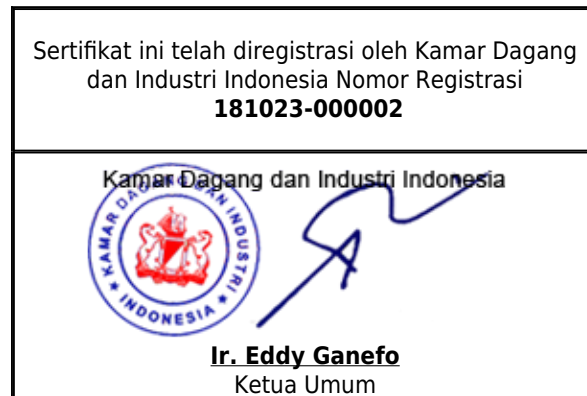 Sertifikat ini telah diregistrasi oleh Kamar Dagang
dan Industri Indonesia Nomor Registrasi
181023-000002
Kamar Dagang dan Industri Indonesia
KAMAR DAGANG DAN INDUSTRI
* INDONESIA *
Ir. Eddy Ganefo
Ketua Umum